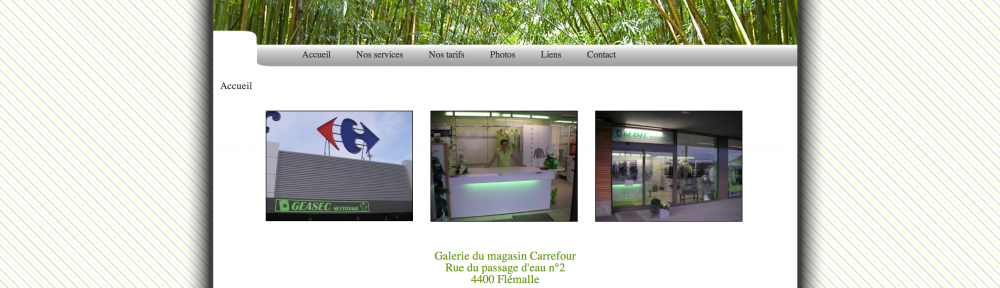 Accueil Nos services Nos tarifs Photos Liens Contact
Accueil
GEASEC NETTOYAGE
GEASEC
Galerie du magasin Carrefour
Rue du passage d'eau n°2
4400 Flémalle